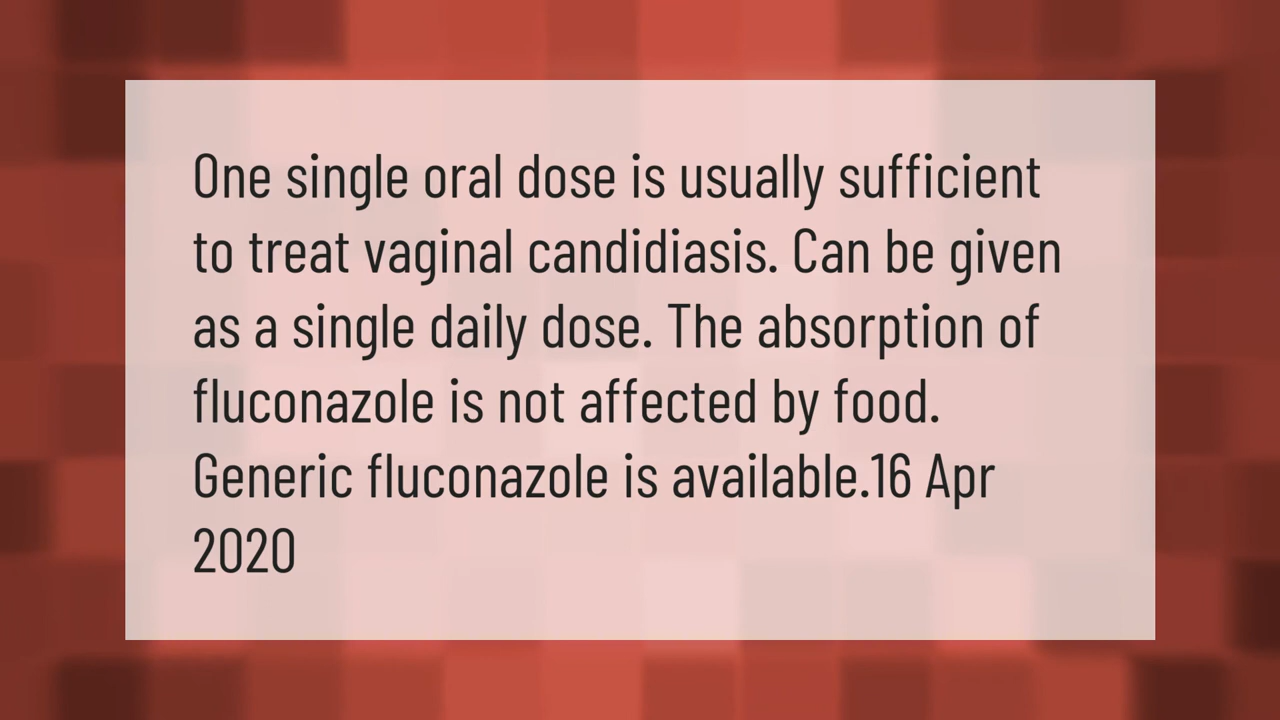 One single oral dose is usually sufficient
to treat vaginal candidiasis. Can be given
as a single daily dose. The absorption of
fluconazole is not affected by food.
Generic fluconazole is available.16 Apr
2020